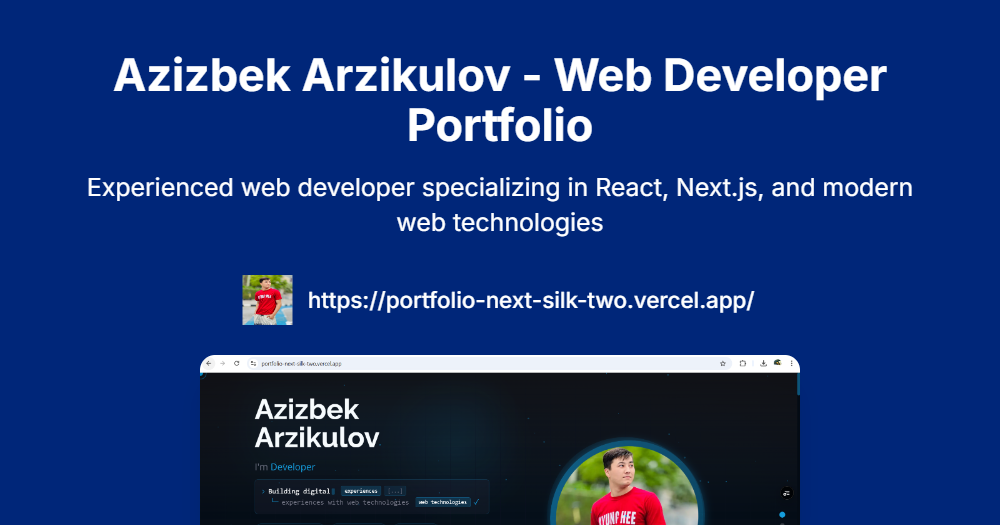 Azizbek Arzikulov - Web Developer
Portfolio
Experienced web developer specializing in React, Next.js, and modern
web technologies
https://portfolio-next-silk-two.vercel.app/
portfolio-next-silk-two.vercel.app
Azizbek
Arzikulov
I'm Developer
› Building digital experiences [...]
experiences with web technologies web technologies ✓